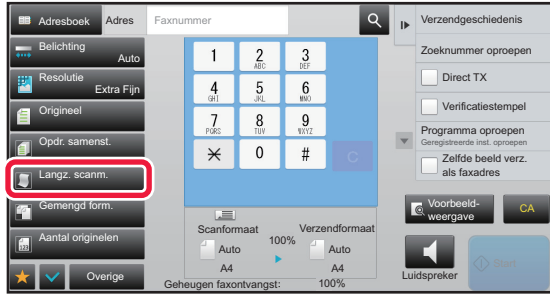 Adresboek
Adres
Faxnummer
Belichting
Auto
Resolutie
Extra Fijn
Origineel
Opdr. samenst.
Langz. scanm.
Gemengd form.
Aantal originelen
Overige
1
2
ABC
3
DEF
4
GHI
5
JKL
6
MNO
7
PQRS
8
TUV
9
WXYZ
0
#
C
Scanformaat
Verzendformaat
Auto
100%
Auto
A4
A4
Geheugen faxontvangst:
100%
Verzendgeschiedenis
Zoeknummer oproepen
Direct TX
Verificatiestempel
Programma oproepen
Geregistreerde inst. oproepen
Zelfde beeld verz.
als faxadres
Voorbeeld-
weergave
CA
Luidspreker
Start